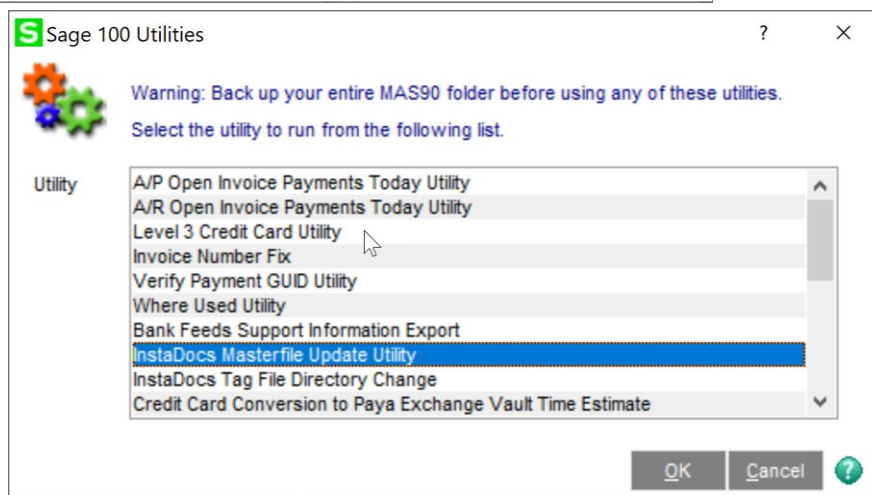 S Sage 100 Utilities ? ×
Warning: Back up your entire MAS90 folder before using any of these utilities.
Select the utility to run from the following list.
Utility
A/P Open Invoice Payments Today Utility
A/R Open Invoice Payments Today Utility
Level 3 Credit Card Utility
Invoice Number Fix
Verify Payment GUID Utility
Where Used Utility
Bank Feeds Support Information Export
InstaDocs Masterfile Update Utility
InstaDocs Tag File Directory Change
Credit Card Conversion to Paya Exchange Vault Time Estimate
OK Cancel ?